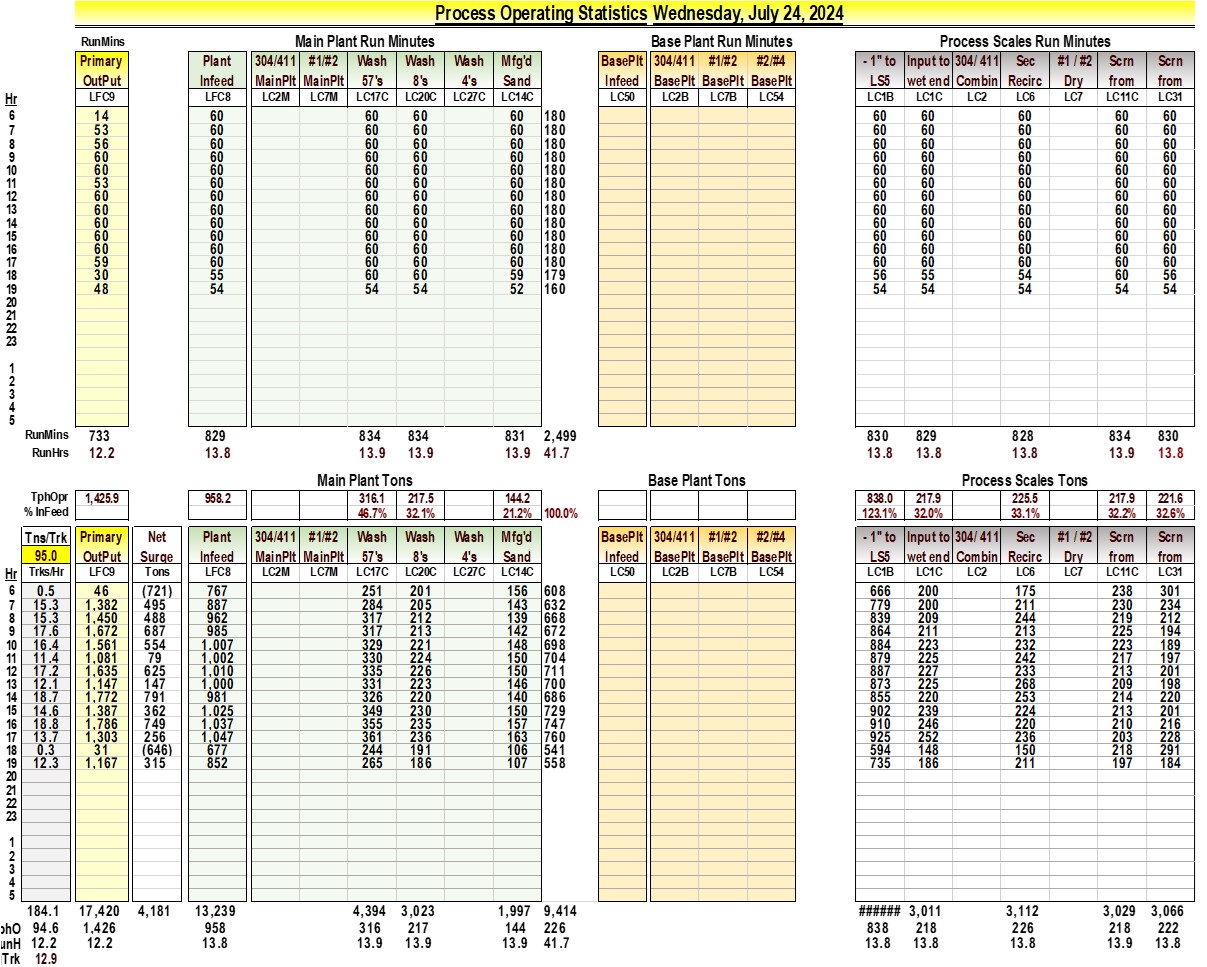 Process Operating Statistics Wednesday, July 24, 2024
RunMins Main Plant Run Minutes Base Plant Run Minutes Process Scales Run Minutes
Primary Plant 304/411 #1/#2 Wash Wash Wash Mfg'd BasePlt 304/411 #1/#2 #2/#4 - 1" to Input to 304/ 411 Sec #1 / #2 Scrn Scrn
OutPut Infeed MainPlt MainPlt 57's 8's 4's Sand Infeed BasePlt BasePlt BasePlt LS5 wet end Combin Recirc Dry from from
Hr LFC9 LFC8 LC2M LC7M LC17C LC20C LC27C LC14C LC50 LC2B LC7B LC54 LC1B LC1C LC2 LC6 LC7 LC11C LC31
6 14 60 60 60 60 180 60 60 60 60 60
7 53 60 60 60 60 180 60 60 60 60 60
8 56 60 60 60 60 180 60 60 60 60 60
9 60 60 60 60 60 180 60 60 60 60 60
10 60 60 60 60 60 180 60 60 60 60 60
11 53 60 60 60 60 180 60 60 60 60 60
12 60 60 60 60 60 180 60 60 60 60 60
13 60 60 60 60 60 180 60 60 60 60 60
14 60 60 60 60 60 180 60 60 60 60 60
15 60 60 60 60 60 180 60 60 60 60 60
16 60 60 60 60 60 180 60 60 60 60 60
17 59 60 60 60 60 180 60 60 60 60 60
18 30 55 60 60 59 179 56 55 54 60 56
19 48 54 54 54 52 160 54 54 54 54 54
20
21
22
23
1
2
3
4
5
RunMins 733 829 834 834 831 2,499 830 829 828 834 830
RunHrs 12.2 13.8 13.9 13.9 13.9 41.7 13.8 13.8 13.8 13.9 13.8
Main Plant Tons Base Plant Tons Process Scales Tons
TphOpr 1,425.9 958.2 316.1 217.5 144.2 838.0 217.9 225.5 217.9 221.6
% InFeed 46.7% 32.1% 21.2% 100.0% 123.1% 32.0% 33.1% 32.2% 32.6%
Tns/Trk Primary Net Plant 304/411 #1/#2 Wash Wash Wash Mfg'd BasePlt 304/411 #1/#2 #2/#4 - 1" to Input to 304/ 411 Sec #1 / #2 Scrn Scrn
95.0 OutPut Surge Infeed MainPlt MainPlt 57's 8's 4's Sand Infeed BasePlt BasePlt BasePlt LS5 wet end Combin Recirc Dry from from
Hr Trks/Hr LFC9 Tons LFC8 LC2M LC7M LC17C LC20C LC27C LC14C LC50 LC2B LC7B LC54 LC1B LC1C LC2 LC6 LC7 LC11C LC31
6 0.5 46 (721) 767 251 201 156 608 666 200 175 238 301
7 15.3 1,382 495 887 284 205 143 632 779 200 211 230 234
8 15.3 1,450 488 962 317 212 139 668 839 209 244 219 212
9 17.6 1,672 687 985 317 213 142 672 864 211 213 225 194
10 16.4 1,561 554 1,007 329 221 148 698 884 223 232 223 189
11 11.4 1,081 79 1,002 330 224 150 704 879 225 242 217 197
12 17.2 1,635 625 1,010 335 226 150 711 887 227 233 213 201
13 12.1 1,147 147 1,000 331 223 146 700 873 225 268 209 198
14 18.7 1,772 791 981 326 220 140 686 855 220 253 214 220
15 14.6 1,387 362 1,025 349 230 150 729 902 239 224 213 201
16 18.8 1,786 749 1,037 355 235 157 747 910 246 220 210 216
17 13.7 1,303 256 1,047 361 236 163 760 925 252 236 203 228
18 0.3 31 (646) 677 244 191 106 541 594 148 150 218 291
19 12.3 1,167 315 852 265 186 107 558 735 186 211 197 184
20
21
22
23
1
2
3
4
5
184.1 17,420 4,181 13,239 4,394 3,023 1,997 9,414 ###### 3,011 3,112 3,029 3,066
phO 94.6 1,426 958 316 217 144 226 838 218 226 218 222
unH 12.2 12.2 13.8 13.9 13.9 13.9 41.7 13.8 13.8 13.8 13.9 13.8
Trk 12.9